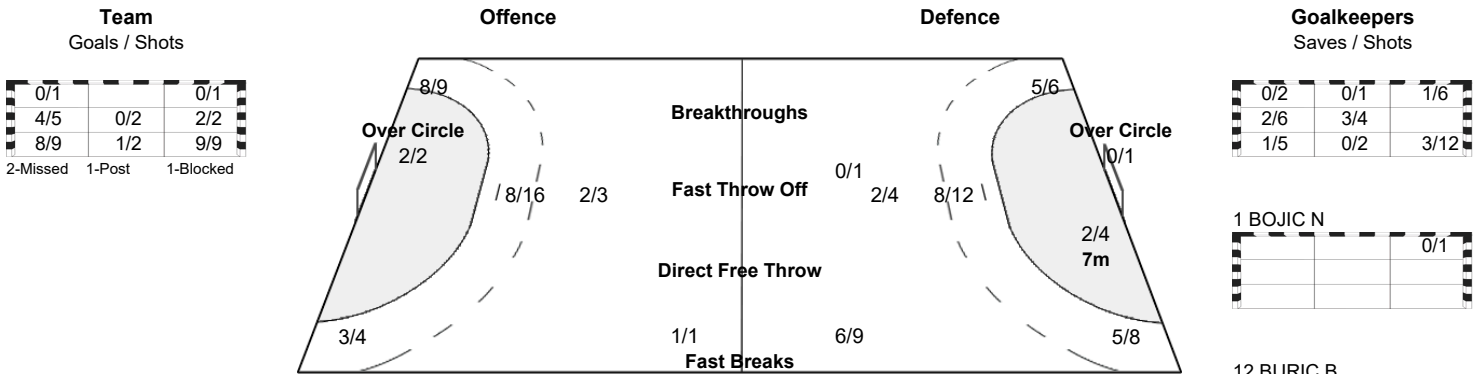 Team Offence Defence Goalkeepers
Goals / Shots Saves / Shots
0/1 0/1
4/5 0/2 2/2
8/9 1/2 9/9
2-Missed 1-Post 1-Blocked
8/9 5/6
Breakthroughs
Over Circle Over Circle
2/2 0/1
0/1
8/16 2/3 Fast Throw Off 2/4 8/12
2/4
7m
Direct Free Throw
3/4 1/1 6/9 5/8
Fast Breaks
0/2 0/1 1/6
2/6 3/4
1/5 0/2 3/12
1 BOJIC N
0/1
12 BURIC B